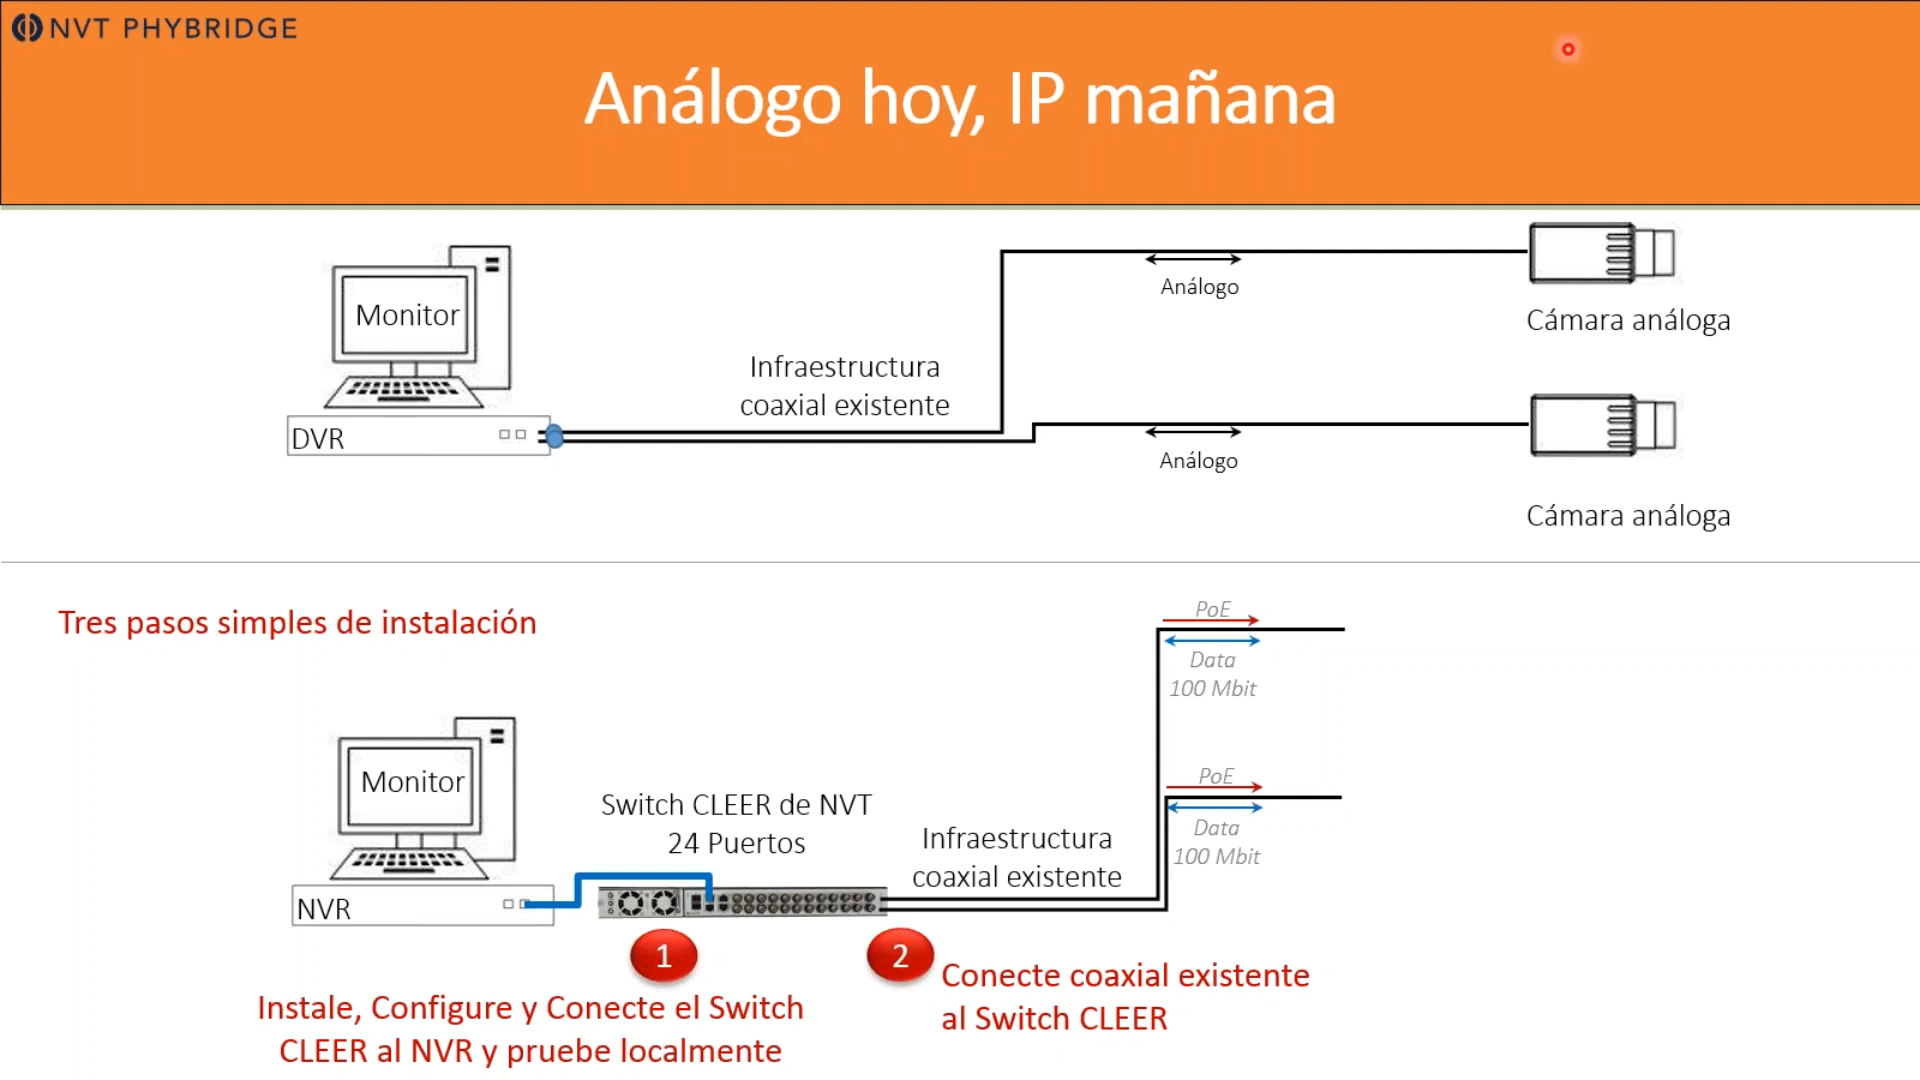 NVT PHYBRIDGE
Análogo hoy, IP mañana
Monitor
DVR
Infraestructura
coaxial existente
Análogo
Cámara análoga
Análogo
Cámara análoga
Tres pasos simples de instalación
Monitor
NVR
Switch CLEER de NVT
24 Puertos
Infraestructura
coaxial existente
PoE
Data
100 Mbit
PoE
Data
100 Mbit
1
Instale, Configure y Conecte el Switch
CLEER al NVR y pruebe localmente
2
Conecte coaxial existente
al Switch CLEER